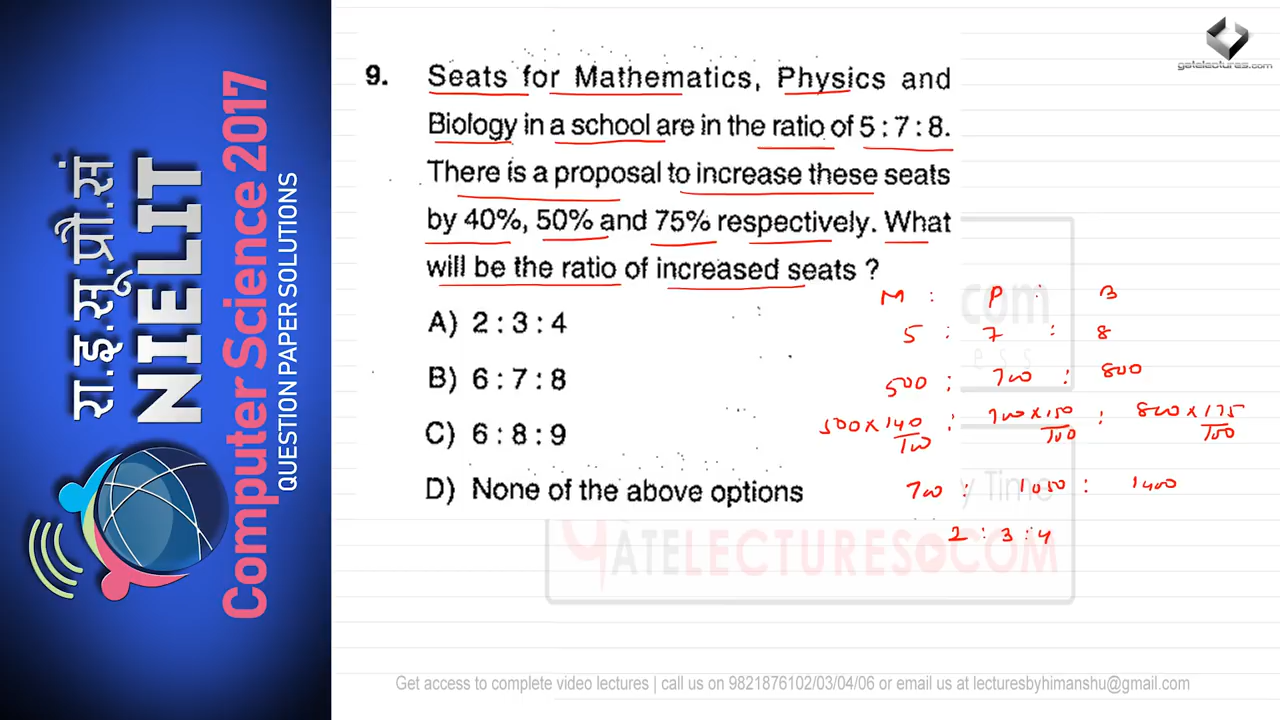 रा.इ.सू.प्रौ.सं
NIELIT
Computer Science 2017
QUESTION PAPER SOLUTIONS
gatelectures.com
9. Seats for Mathematics, Physics and
Biology in a school are in the ratio of 5 : 7 : 8.
There is a proposal to increase these seats
by 40%, 50% and 75% respectively. What
will be the ratio of increased seats ?
A) 2 : 3 : 4
B) 6 : 7 : 8
C) 6 : 8 : 9
D) None of the above options
M : P : B
5 : 7 : 8
500 : 700 : 800
500 × 140/100 : 700 × 150/100 : 800 × 175/100
700 : 1050 : 1400
2 : 3 : 4
.com
ess
y Time
GATELECTURES.COM
Get access to complete video lectures | call us on 9821876102/03/04/06 or email us at lecturesbyhimanshu@gmail.com